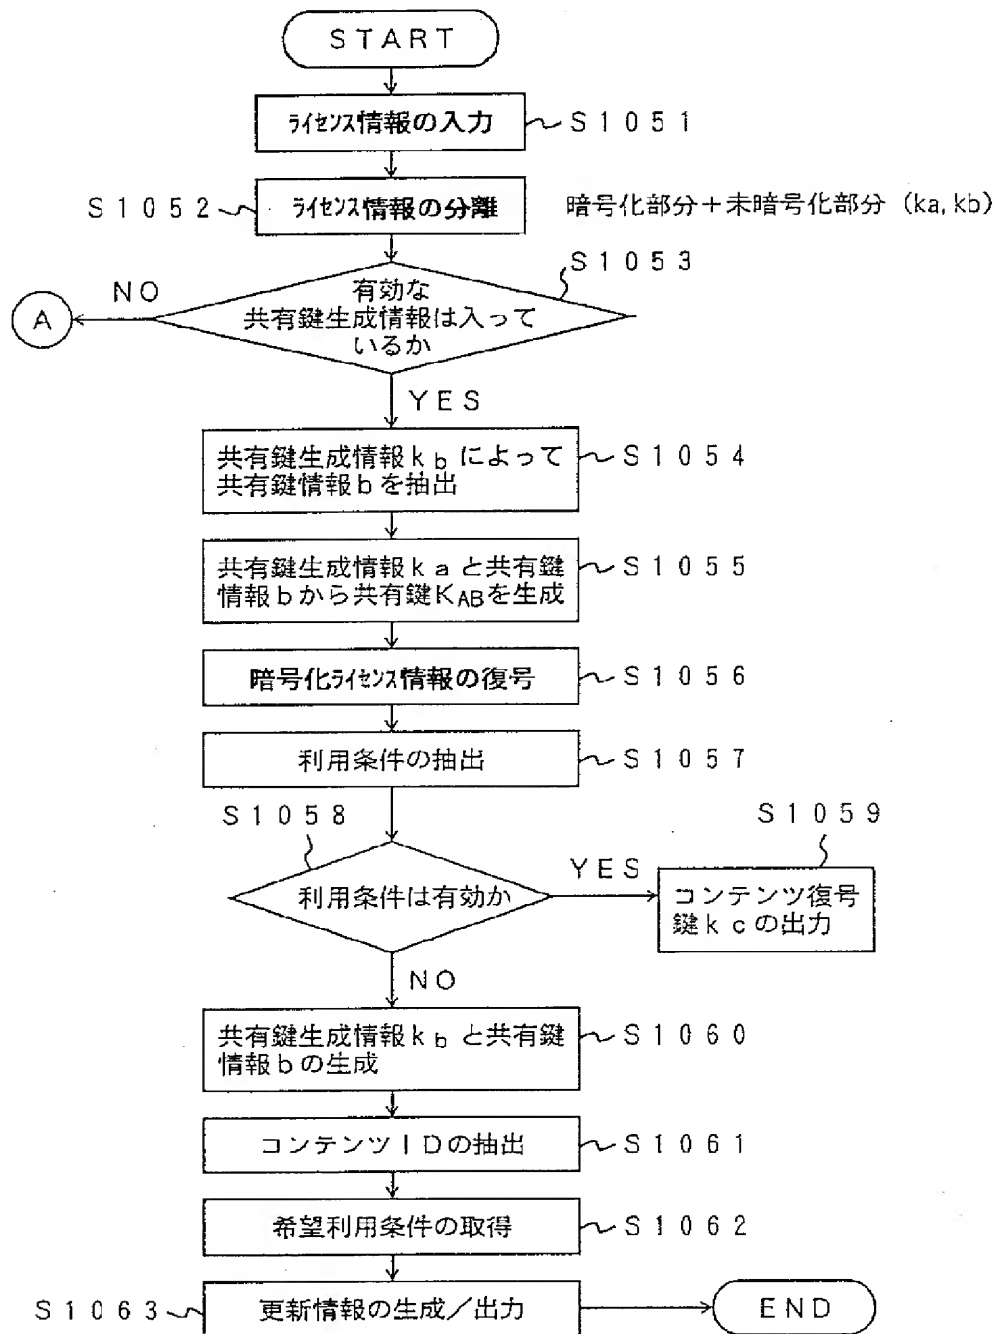 START
ライセンス情報の入力
S1051
S1052
ライセンス情報の分離
暗号化部分+未暗号化部分 (ka, kb)
S1053
NO
A
有効な
共有鍵生成情報は入って
いるか
YES
共有鍵生成情報kbによって
共有鍵情報bを抽出
S1054
共有鍵生成情報kaと共有鍵
情報bから共有鍵KABを生成
S1055
暗号化ライセンス情報の復号
S1056
利用条件の抽出
S1057
S1058
S1059
利用条件は有効か
YES
コンテンツ復号
鍵kcの出力
NO
共有鍵生成情報kbと共有鍵
情報bの生成
S1060
コンテンツIDの抽出
S1061
希望利用条件の取得
S1062
S1063
更新情報の生成/出力
END